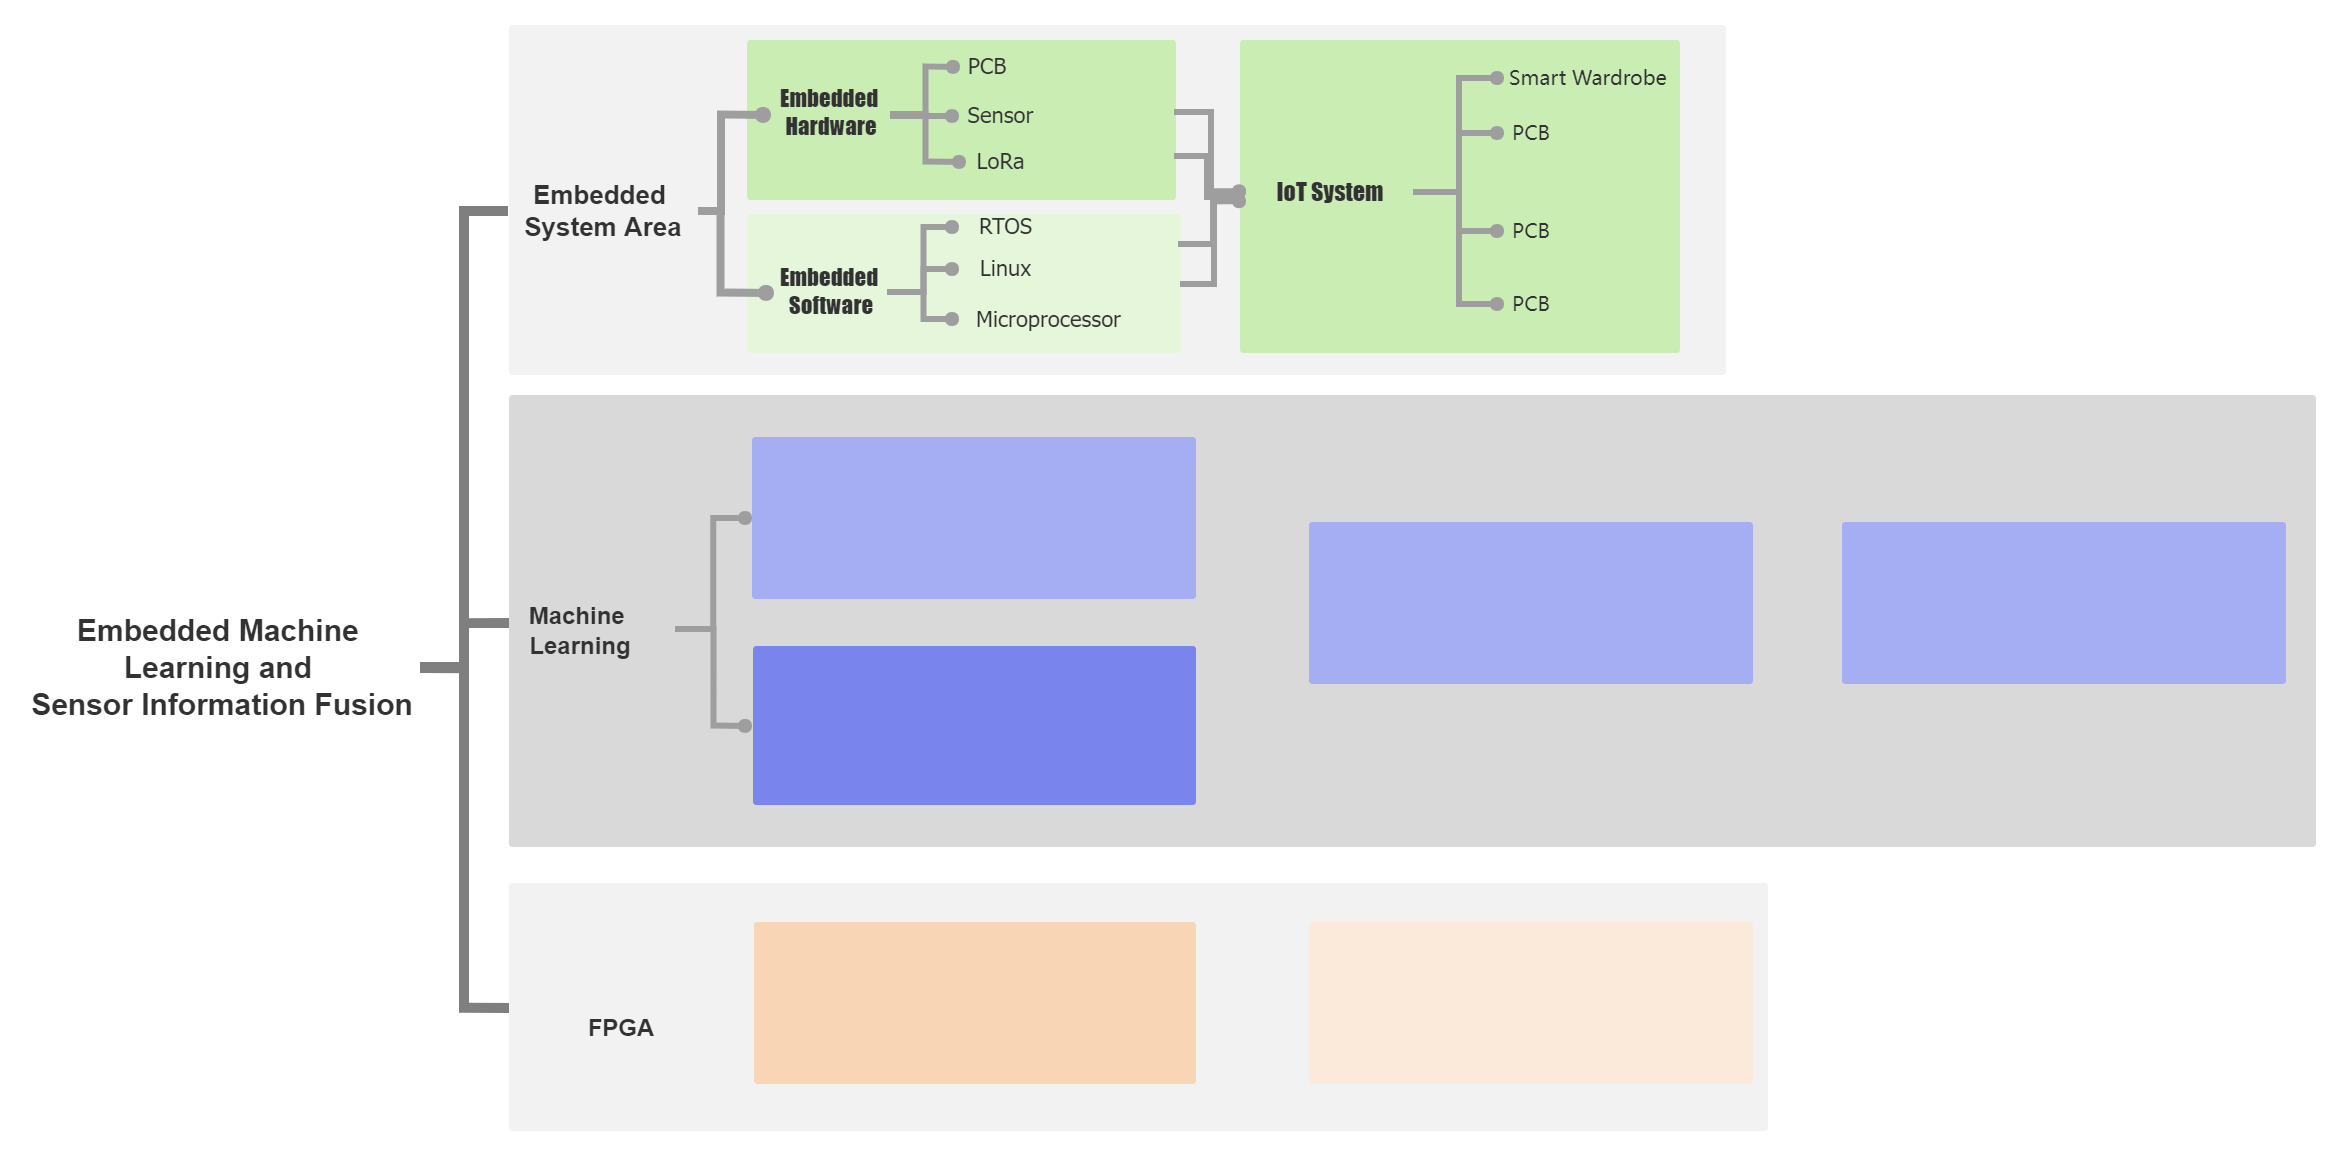 Embedded Machine
Learning and
Sensor Information Fusion
Embedded
System Area
Embedded
Hardware
PCB
Sensor
LoRa
Embedded
Software
RTOS
Linux
Microprocessor
IoT System
Smart Wardrobe
PCB
PCB
PCB
Machine
Learning
FPGA